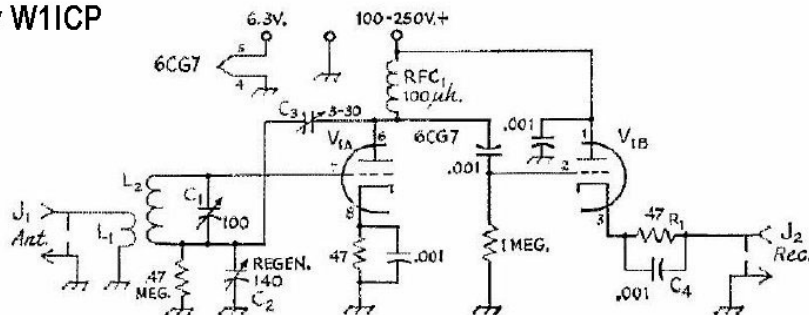 W1ICP
6.3V.
100-250V.+
6CG7
5
4
RFC₁
100µh.
C₃
3-30
V1A
6
6CG7
.001
.001
1
V1B
7
2
L₂
C₁
100
8
3
J₁
Ant.
L₁
.47
MEG.
REGEN.
140
C₂
47
.001
1 MEG.
47
R₁
.001
C₄
J₂
Rec.